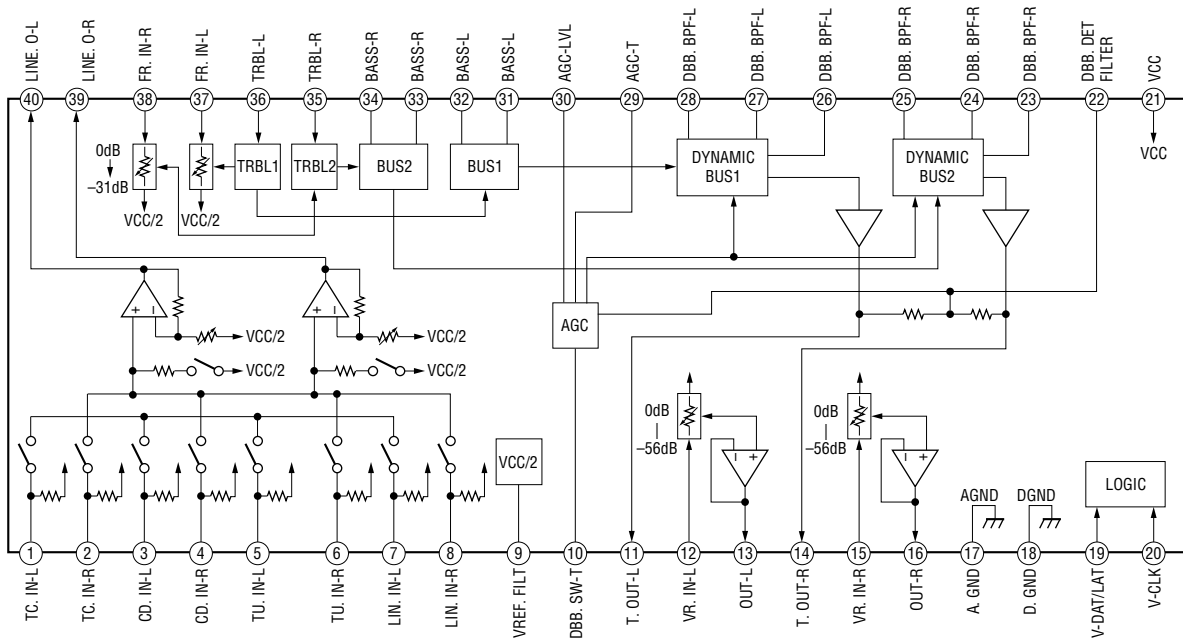 LINE. O-L
LINE. O-R
FR. IN-R
FR. IN-L
TRBL-L
TRBL-R
BASS-R
BASS-R
BASS-L
BASS-L
AGC-LVL
AGC-T
DBB. BPF-L
DBB. BPF-L
DBB. BPF-L
DBB. BPF-R
DBB. BPF-R
DBB. BPF-R
DBB. DET
FILTER
VCC
40
39
38
37
36
35
34
33
32
31
30
29
28
27
26
25
24
23
22
21
VCC
0dB
–31dB
VCC/2
VCC/2
TRBL1
TRBL2
BUS2
BUS1
DYNAMIC
BUS1
DYNAMIC
BUS2
+ –
VCC/2
VCC/2
+ –
VCC/2
VCC/2
AGC
0dB
–56dB
– +
0dB
–56dB
– +
VCC/2
AGND
DGND
LOGIC
1
2
3
4
5
6
7
8
9
10
11
12
13
14
15
16
17
18
19
20
TC. IN-L
TC. IN-R
CD. IN-L
CD. IN-R
TU. IN-L
TU. IN-R
LIN. IN-L
LIN. IN-R
VREF. FILT
DBB. SW-T
T. OUT-L
VR. IN-L
OUT-L
T. OUT-R
VR. IN-R
OUT-R
A. GND
D. GND
V-DAT/LAT
V-CLK